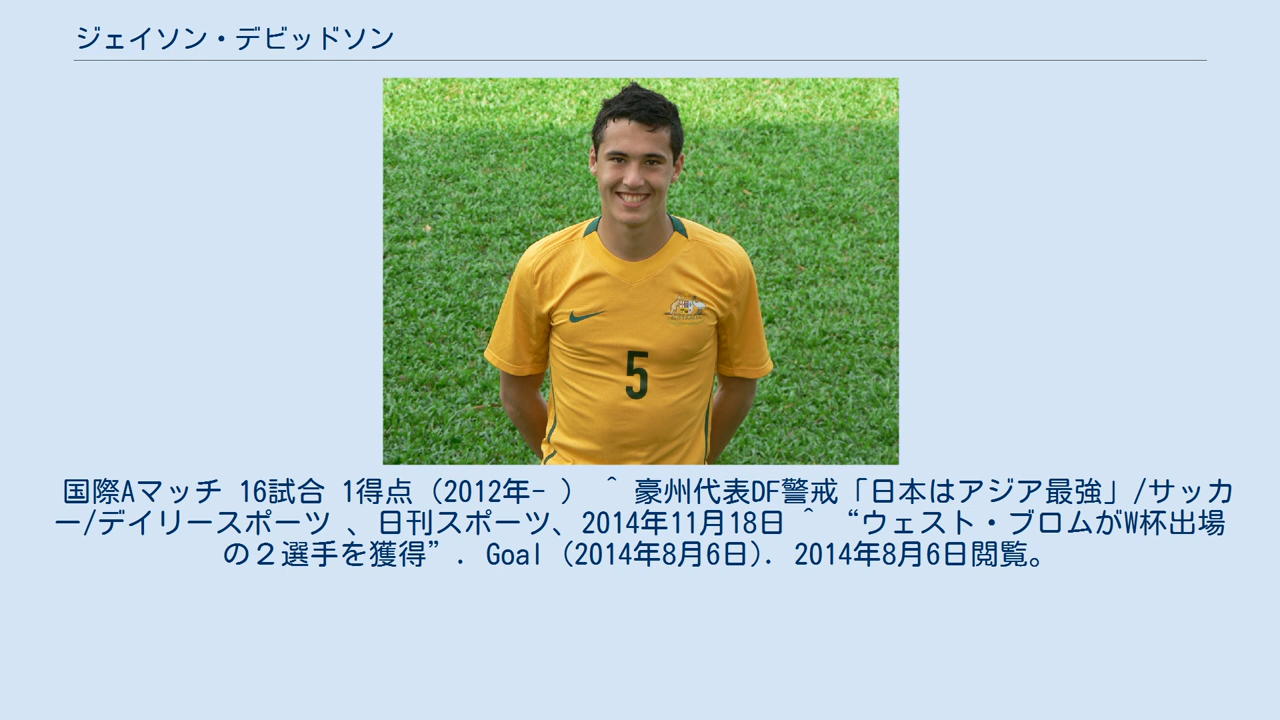 ジェイソン・デビッドソン
5
国際Aマッチ 16試合 1得点 (2012年- ) ^ 豪州代表DF警戒「日本はアジア最強」/サッカ
ー/デイリースポーツ 、日刊スポーツ、2014年11月18日 ^ “ウェスト・ブロムがW杯出場
の２選手を獲得”. Goal (2014年8月6日). 2014年8月6日閲覧。